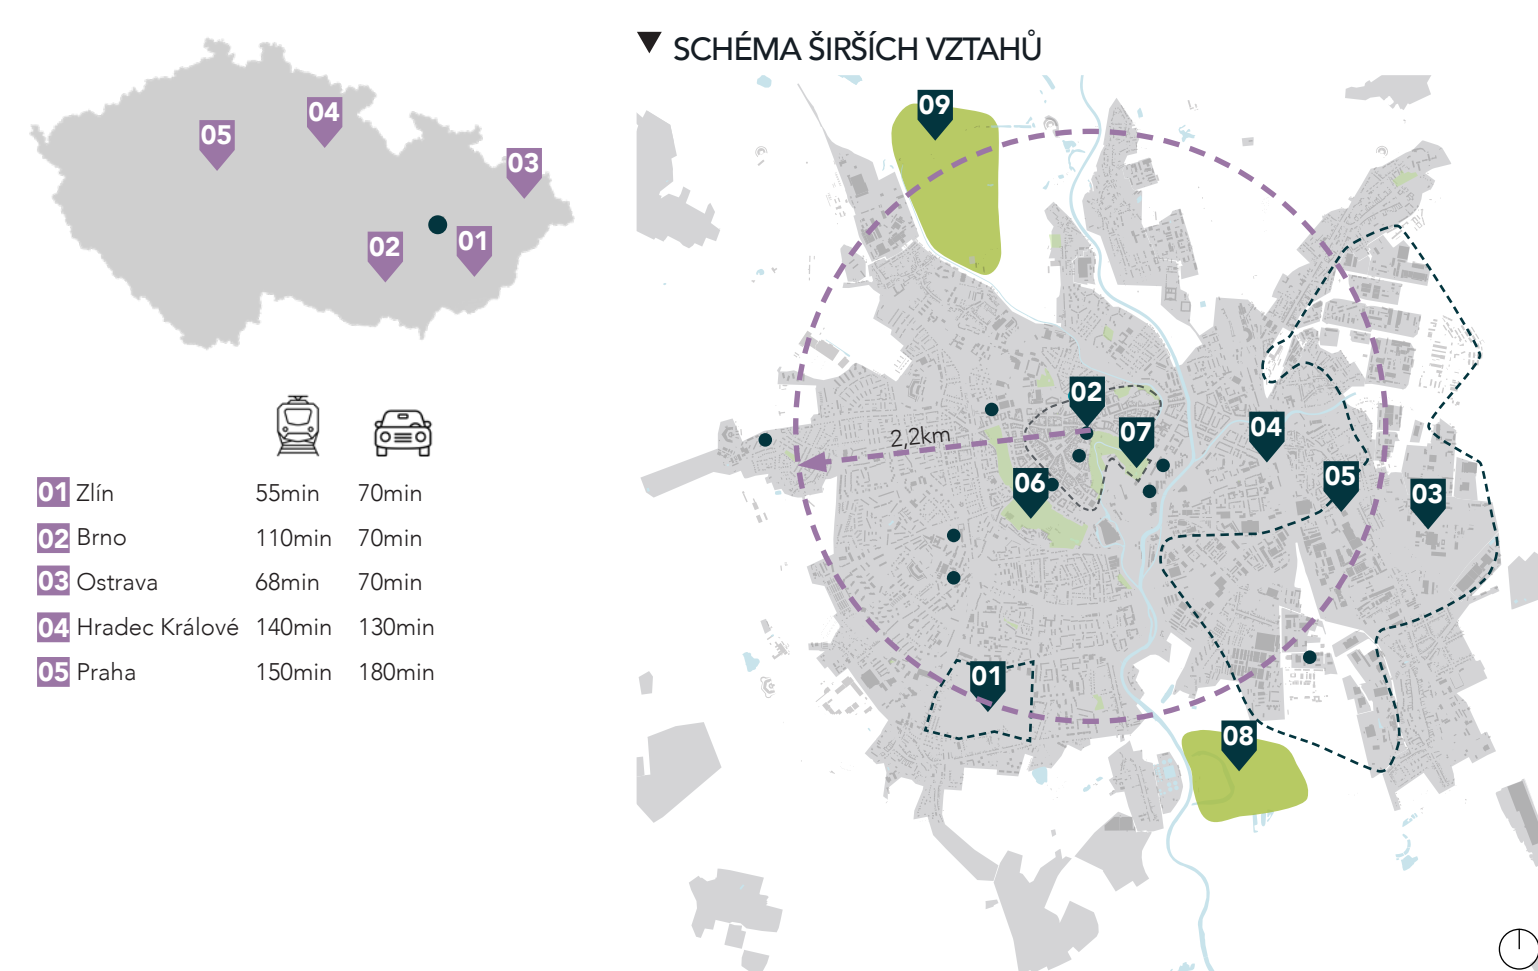 SCHÉMA ŠIRŠÍCH VZTAHŮ
04
05
03
02
01
01 Zlín 55min 70min
02 Brno 110min 70min
03 Ostrava 68min 70min
04 Hradec Králové 140min 130min
05 Praha 150min 180min
09
02
07
04
2,2km
06
05
03
01
08